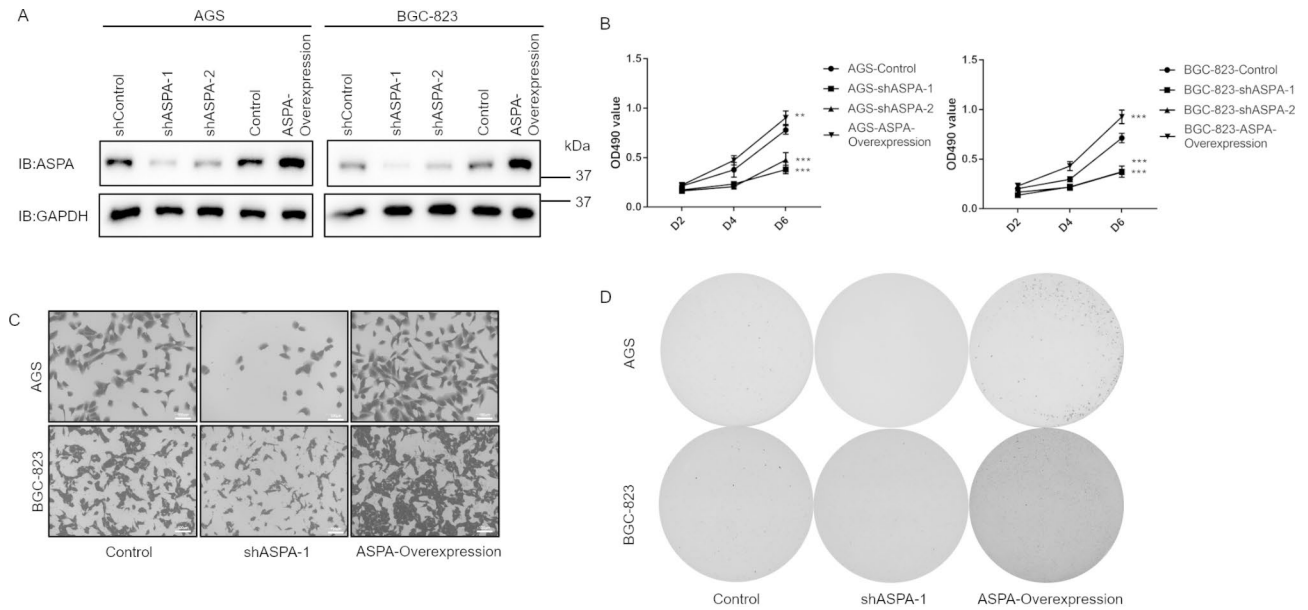 A
AGS
BGC-823
shControl
shASPA-1
shASPA-2
Control
ASPA-
Overexpression
shControl
shASPA-1
shASPA-2
Control
ASPA-
Overexpression
kDa
IB:ASPA
37
37
IB:GAPDH
B
1.5
1.0
0.5
0.0
OD490 value
D2
D4
D6
**
***
***
AGS-Control
AGS-shASPA-1
AGS-shASPA-2
AGS-ASPA-
Overexpression
1.5
1.0
0.5
0.0
OD490 value
D2
D4
D6
***
***
***
BGC-823-Control
BGC-823-shASPA-1
BGC-823-shASPA-2
BGC-823-ASPA-
Overexpression
C
AGS
BGC-823
Control
shASPA-1
ASPA-Overexpression
D
AGS
BGC-823
Control
shASPA-1
ASPA-Overexpression